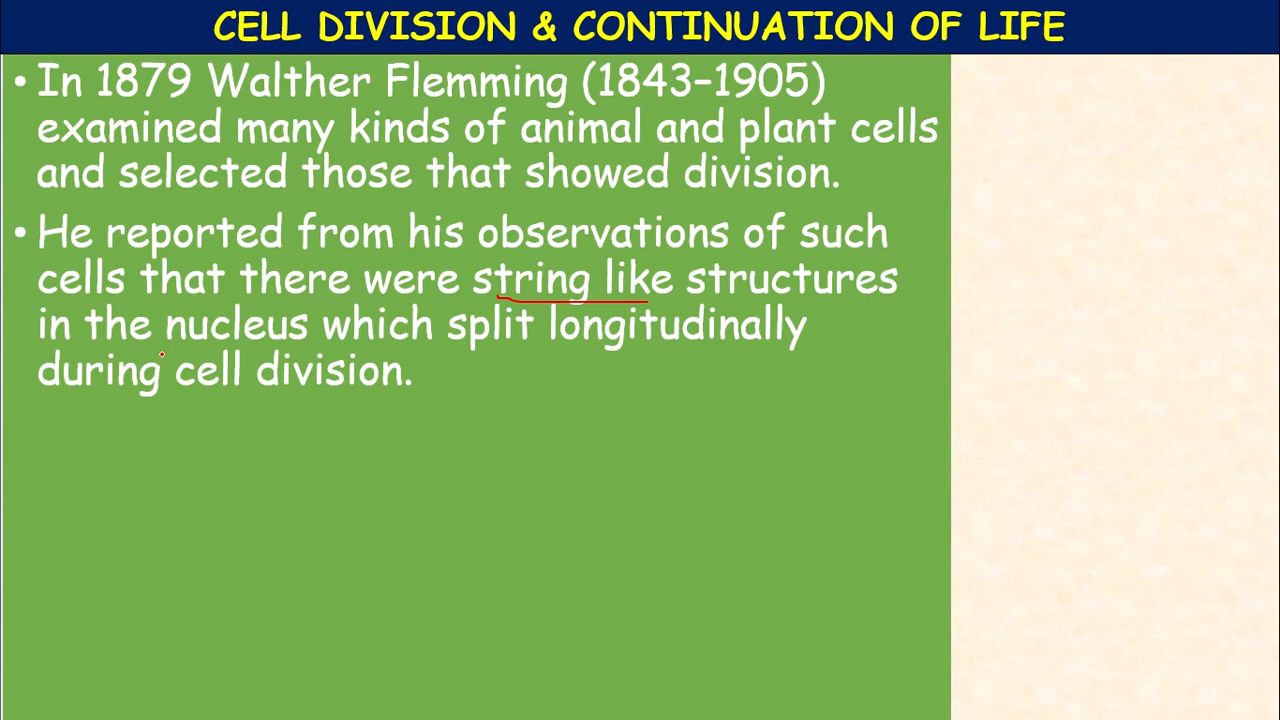 CELL DIVISION & CONTINUATION OF LIFE
• In 1879 Walther Flemming (1843–1905)
examined many kinds of animal and plant cells
and selected those that showed division.
• He reported from his observations of such
cells that there were string like structures
in the nucleus which split longitudinally
during cell division.